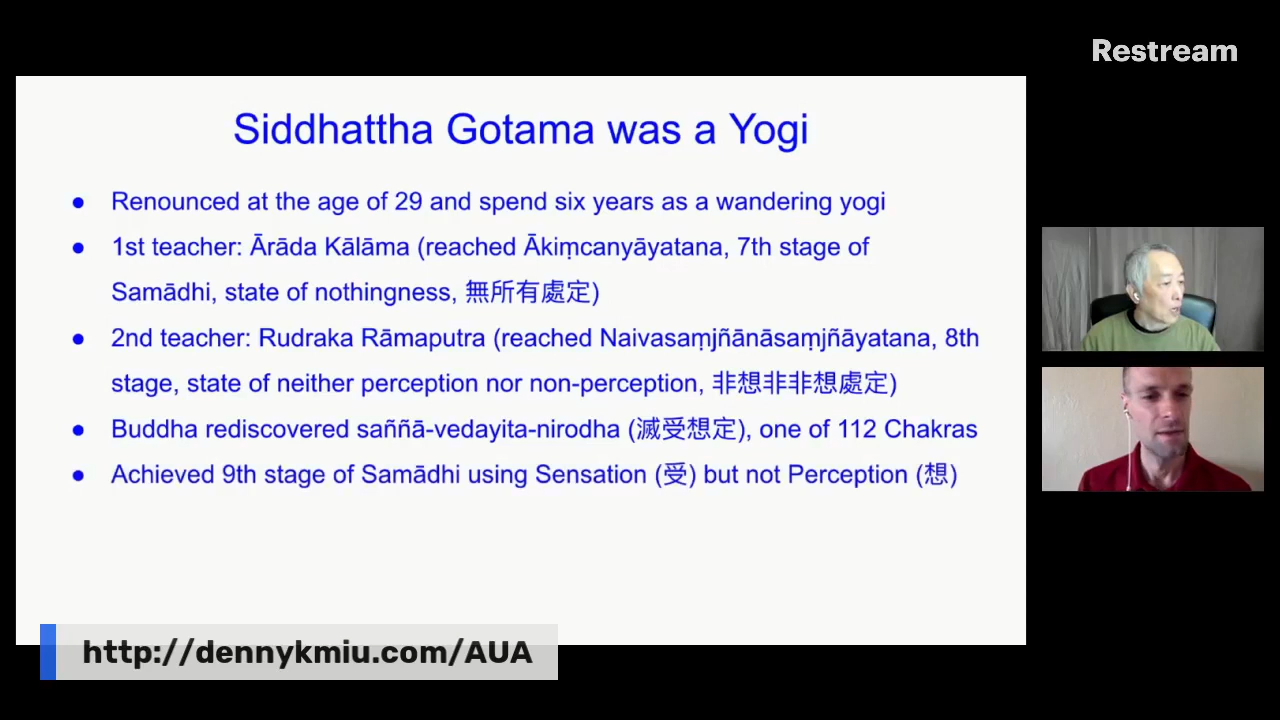 Restream
Siddhattha Gotama was a Yogi
● Renounced at the age of 29 and spend six years as a wandering yogi
● 1st teacher: Ārāda Kālāma (reached Ākiṃcanyāyatana, 7th stage of
Samādhi, state of nothingness, 無所有處定)
● 2nd teacher: Rudraka Rāmaputra (reached Naivasaṃjñānāsaṃjñāyatana, 8th
stage, state of neither perception nor non-perception, 非想非非想處定)
● Buddha rediscovered saññā-vedayita-nirodha (滅受想定), one of 112 Chakras
● Achieved 9th stage of Samādhi using Sensation (受) but not Perception (想)
http://dennykmiu.com/AUA